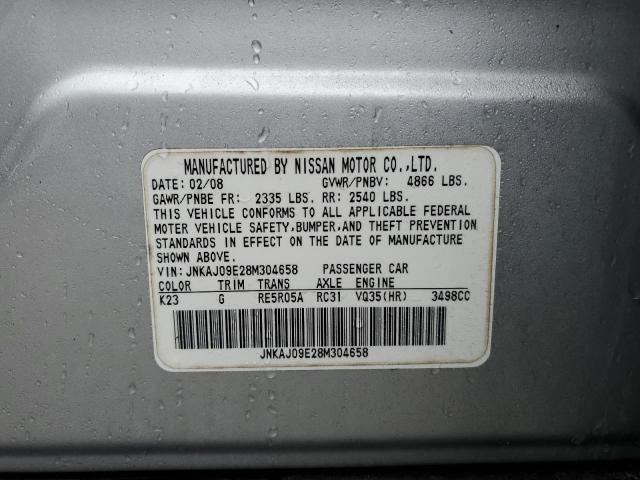 MANUFACTURED BY NISSAN MOTOR CO.,LTD.
DATE: 02/08 GVWR/PNBV: 4866 LBS.
GAWR/PNBE FR: 2335 LBS. RR: 2540 LBS.
THIS VEHICLE CONFORMS TO ALL APPLICABLE FEDERAL
MOTER VEHICLE SAFETY,BUMPER,AND THEFT PREVENTION
STANDARDS IN EFFECT ON THE DATE OF MANUFACTURE
SHOWN ABOVE.
VIN: JNKAJ09E28M304658 PASSENGER CAR
COLOR TRIM TRANS AXLE ENGINE
K23 G RE5R05A RC31 VQ35(HR) 3498CC
JNKAJ09E28M304658